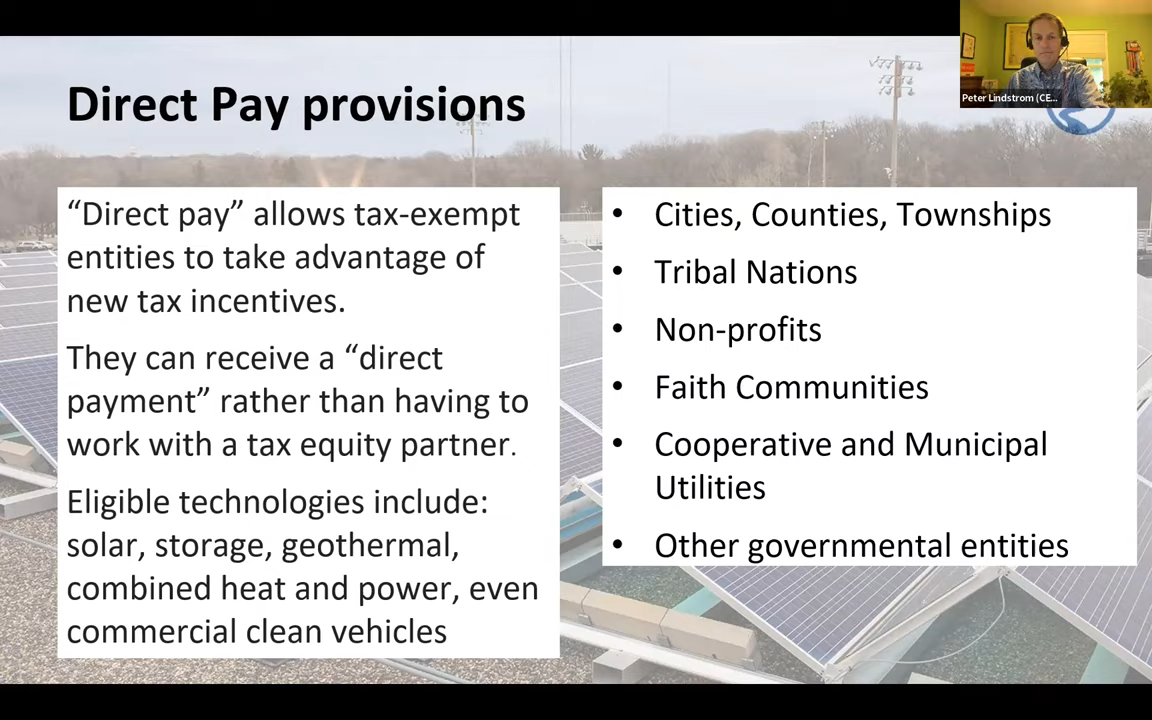 Direct Pay provisions
Peter Lindstrom (CE...
“Direct pay” allows tax-exempt
entities to take advantage of
new tax incentives.
They can receive a “direct
payment” rather than having to
work with a tax equity partner.
Eligible technologies include:
solar, storage, geothermal,
combined heat and power, even
commercial clean vehicles
• Cities, Counties, Townships
• Tribal Nations
• Non-profits
• Faith Communities
• Cooperative and Municipal
Utilities
• Other governmental entities